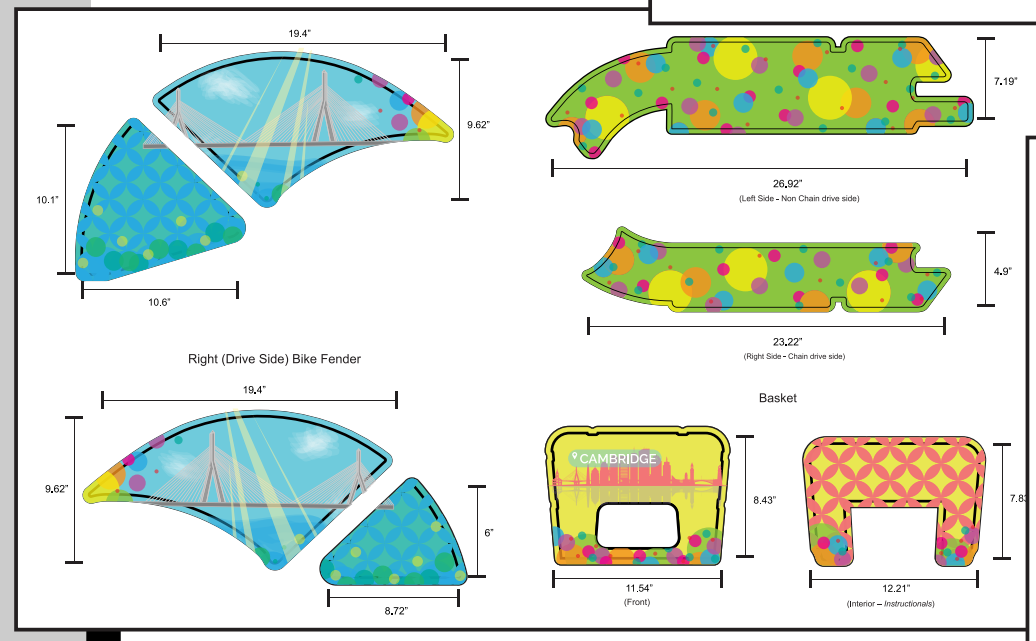 19.4"
9.62"
10.1"
10.6"
7.19"
26.92"
(Left Side - Non Chain drive side)
4.9"
23.22"
(Right Side - Chain drive side)
Right (Drive Side) Bike Fender
19.4"
9.62"
6"
8.72"
Basket
CAMBRIDGE
8.43"
11.54"
(Front)
12.21"
(Interior – Instructionals)